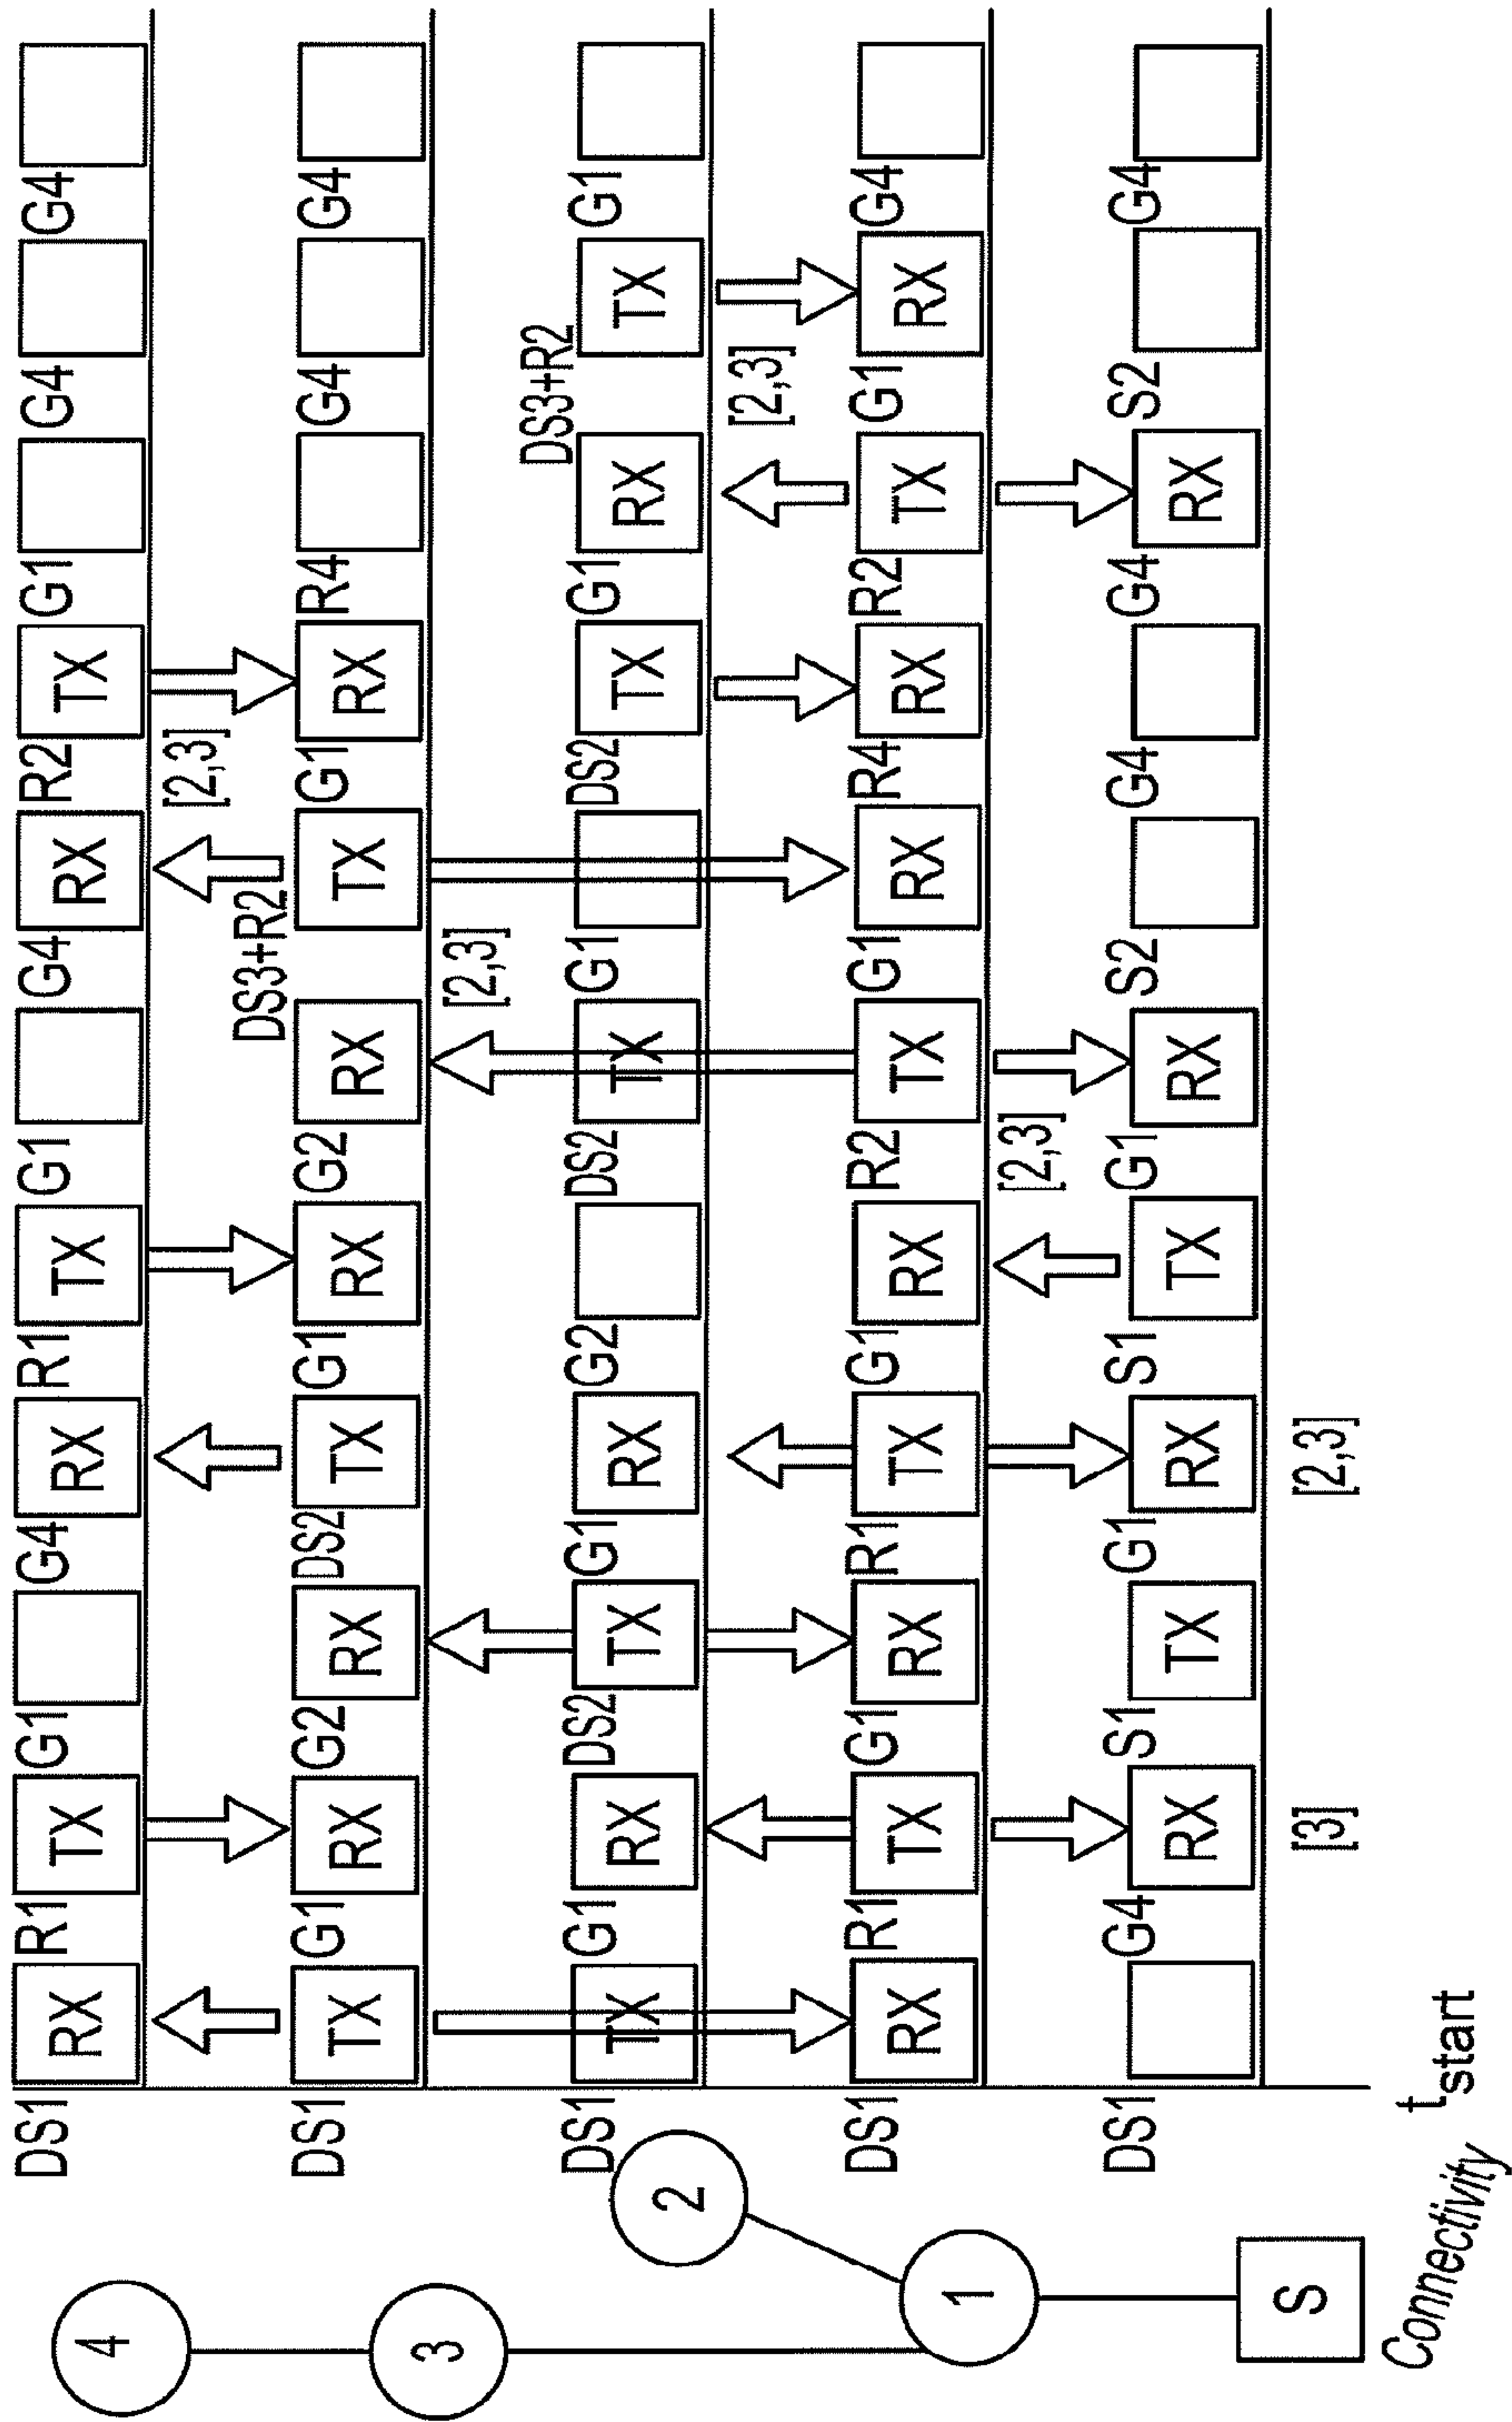 DS1 R1 G1 G4 R1 G1 G4 R2 G1 G4 G4
4 RX TX RX TX RX TX
[2,3]
DS3+R2
DS1 G1 G2 DS2 G1 G2 G1 R4 G4 G4
3 TX RX RX TX RX RX TX RX
[2,3]
DS3+R2
DS1 G1 DS2 G1 G2 DS2 G1 DS2 G1 G1
2 TX RX TX RX TX TX RX TX
[2,3]
DS1 R1 G1 R1 G1 R2 G1 R4 R2 G1 G4
1 RX TX RX TX RX TX RX RX TX RX
[2,3]
DS1 G4 S1 G1 S1 G1 S2 G4 G4 S2 G4
S RX TX RX TX RX RX
[3] [2,3]
Connectivity tstart